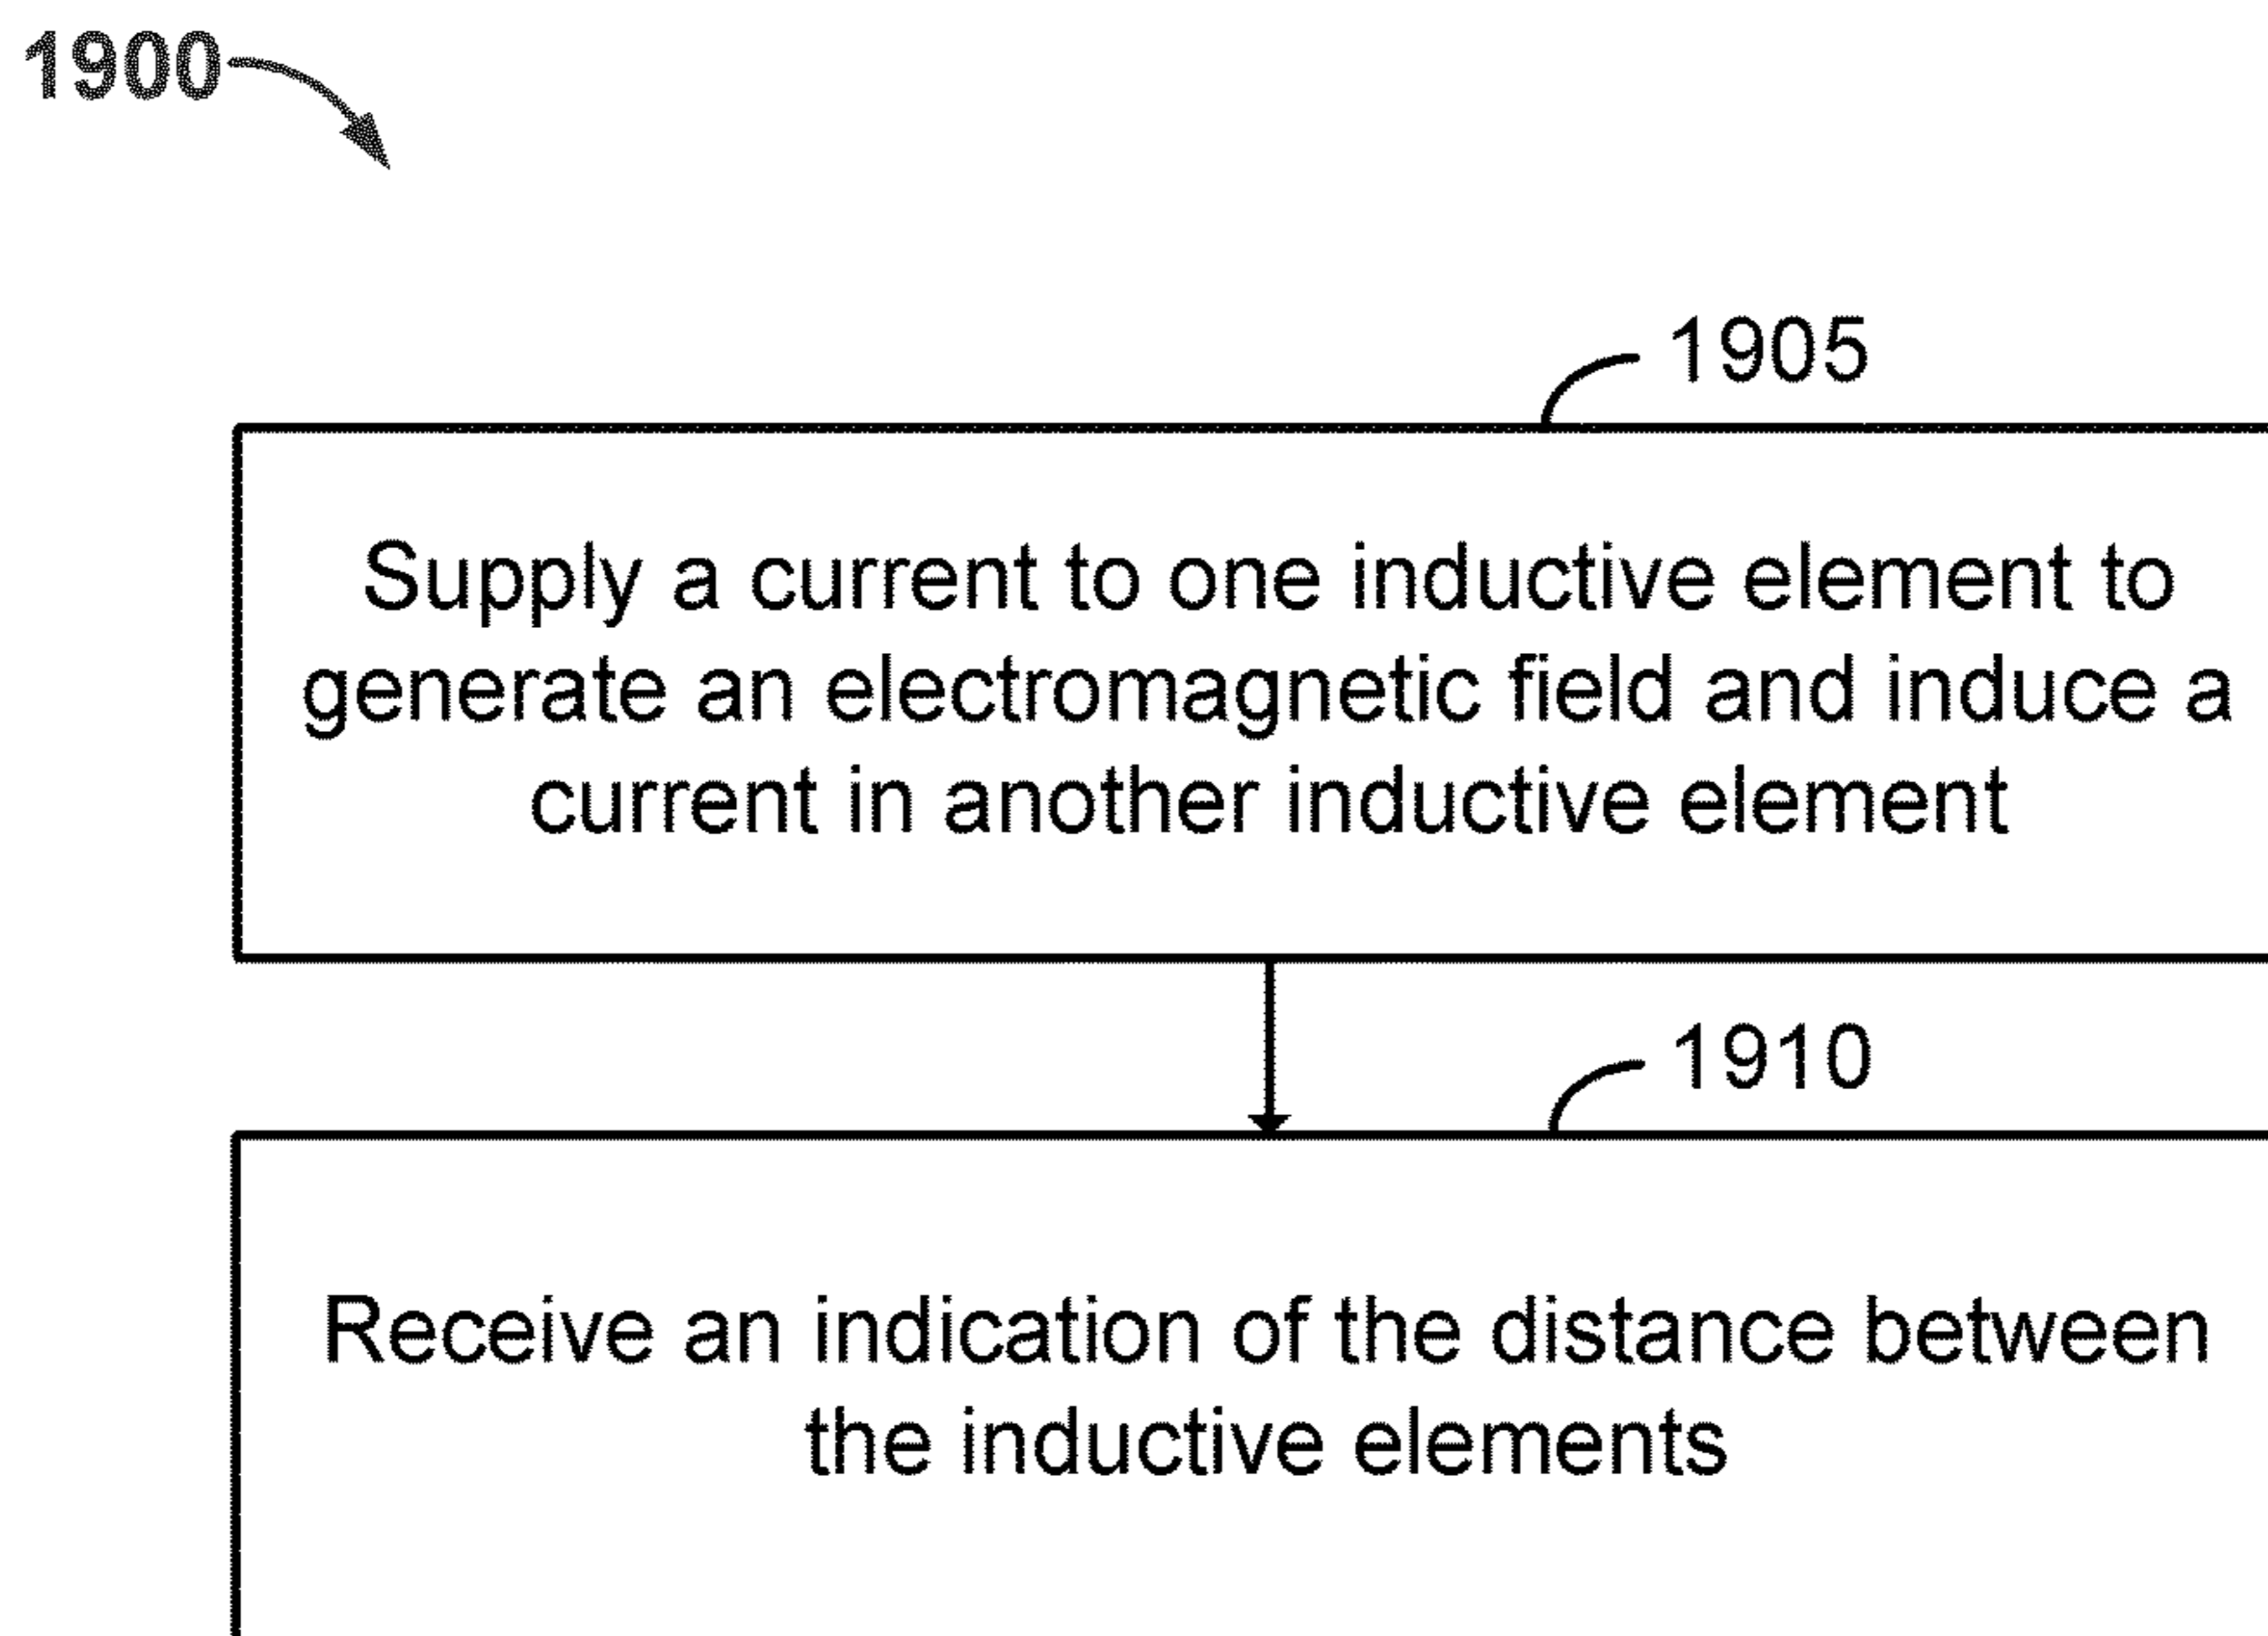 1900
1905
Supply a current to one inductive element to
generate an electromagnetic field and induce a
current in another inductive element
1910
Receive an indication of the distance between
the inductive elements